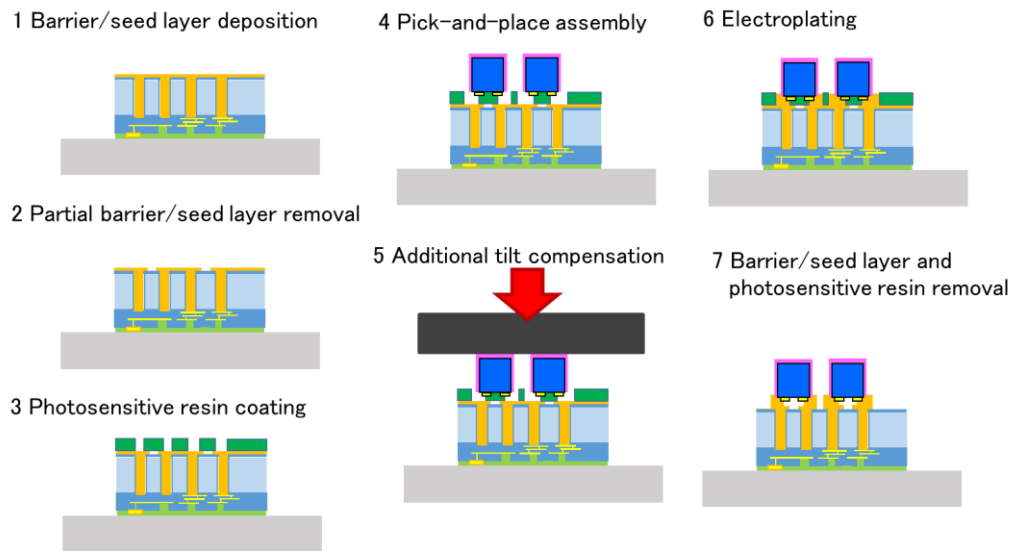 1 Barrier/seed layer deposition
2 Partial barrier/seed layer removal
3 Photosensitive resin coating
4 Pick-and-place assembly
5 Additional tilt compensation
6 Electroplating
7 Barrier/seed layer and
photosensitive resin removal